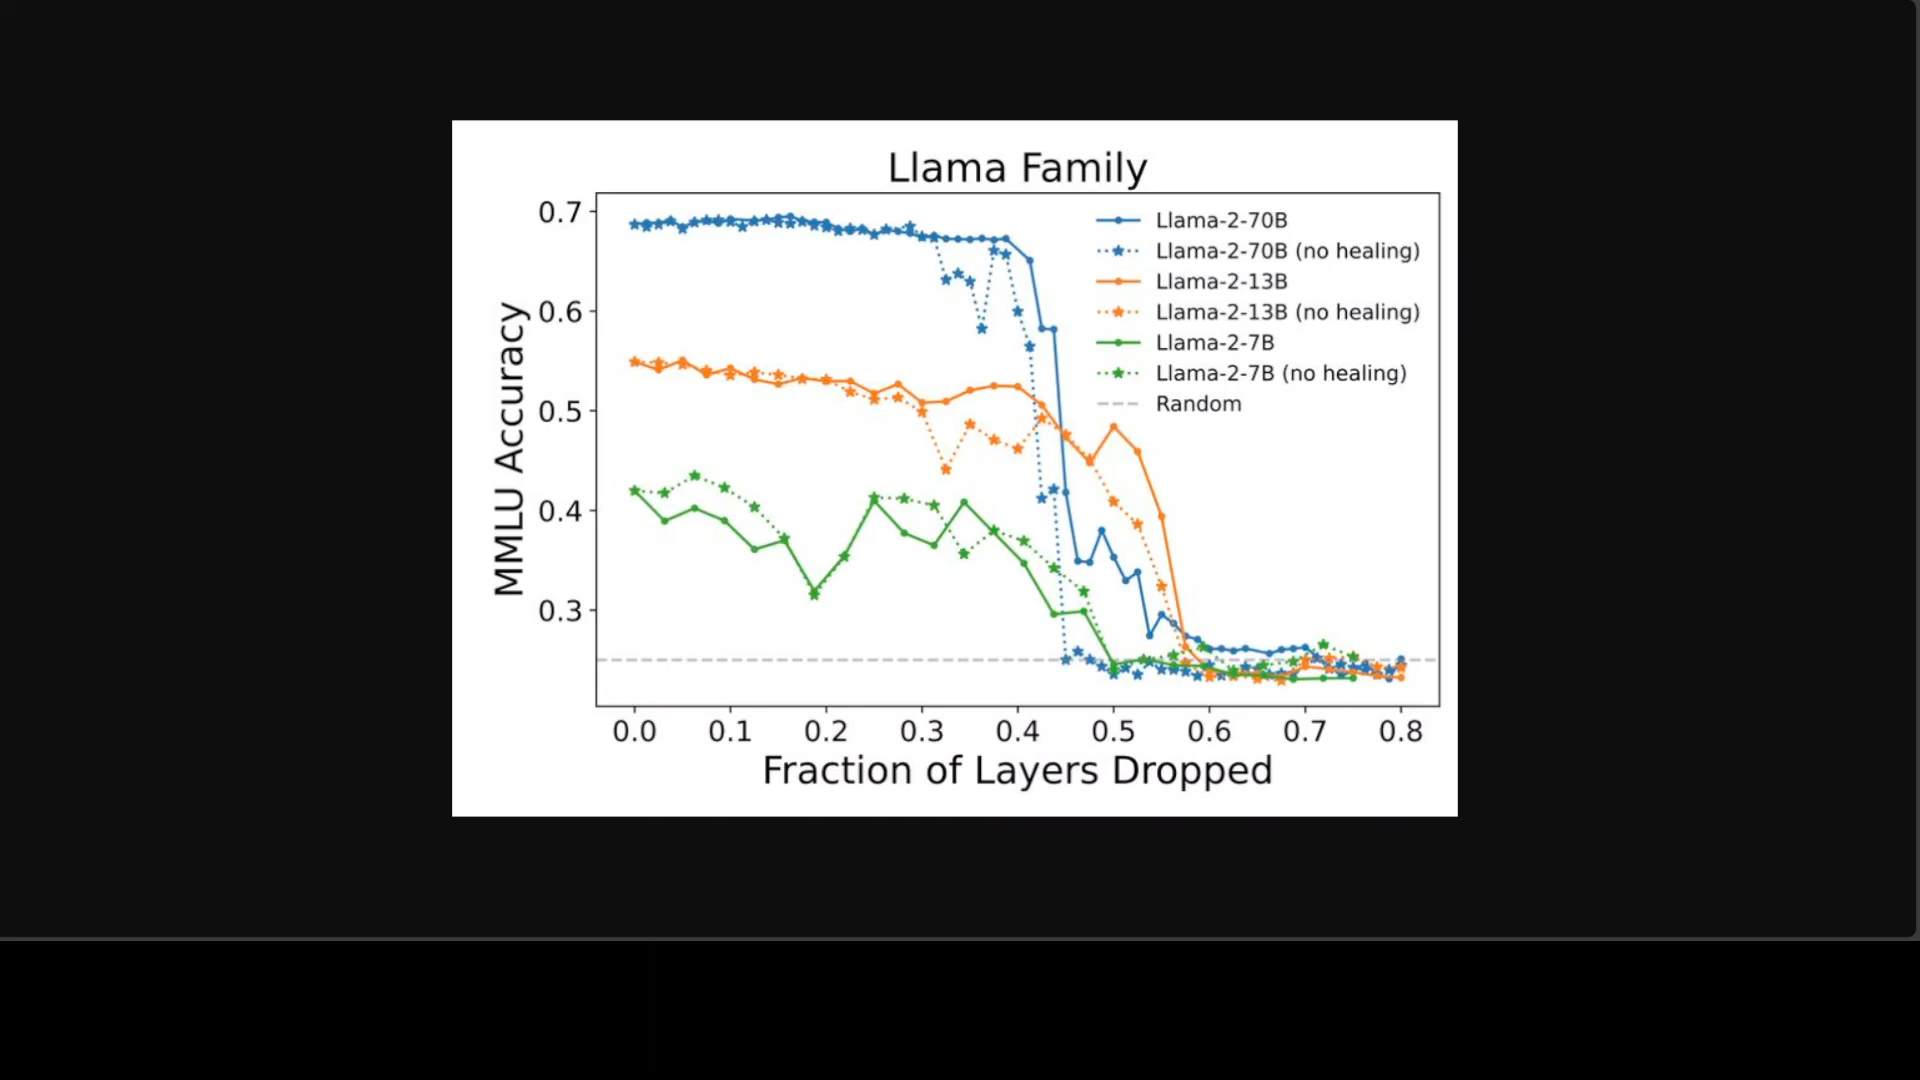 Llama Family
0.7
0.6
0.5
0.4
0.3
MMLU Accuracy
Llama-2-70B
Llama-2-70B (no healing)
Llama-2-13B
Llama-2-13B (no healing)
Llama-2-7B
Llama-2-7B (no healing)
Random
0.0 0.1 0.2 0.3 0.4 0.5 0.6 0.7 0.8
Fraction of Layers Dropped